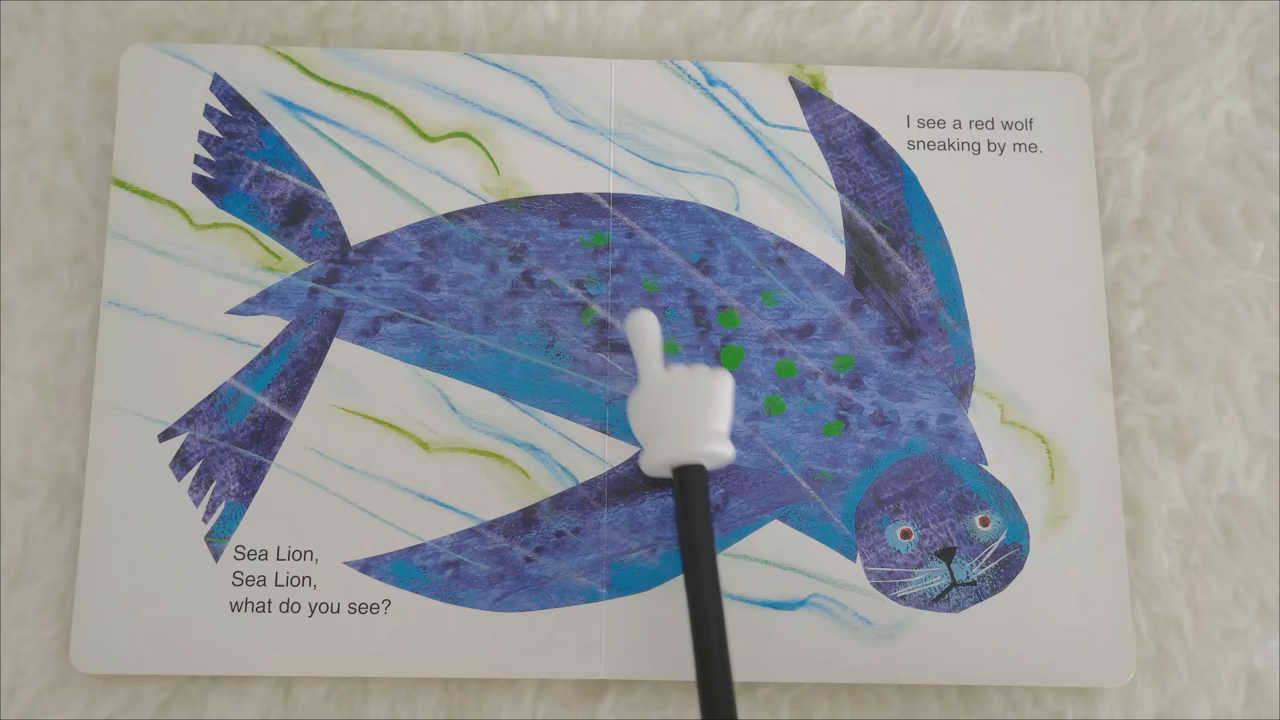 Sea Lion,
Sea Lion,
what do you see?
I see a red wolf
sneaking by me.